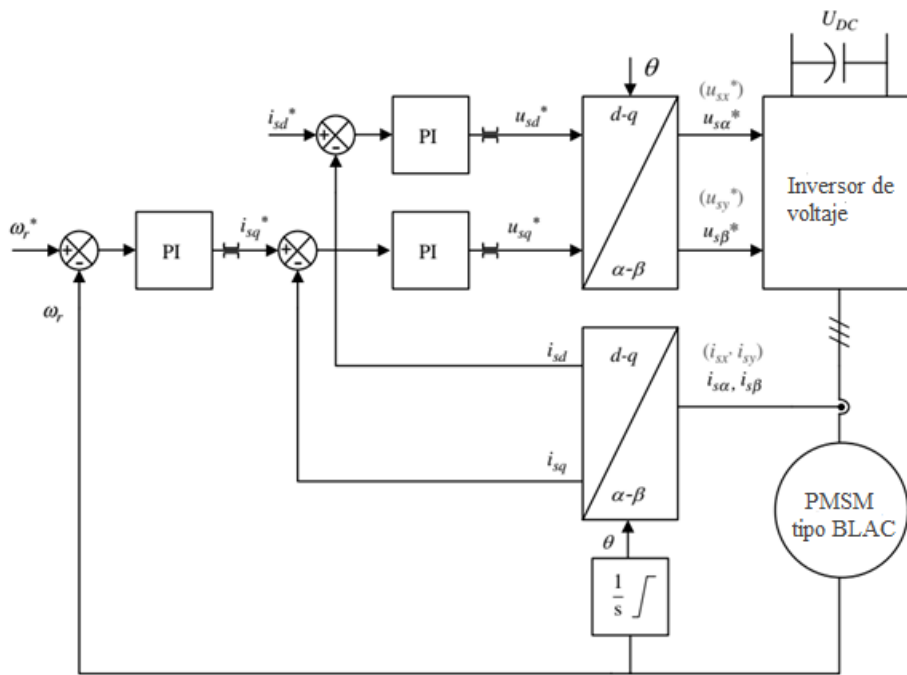 U_DC
θ
d-q
α-β
(u_sx*)
u_sα*
(u_sy*)
u_sβ*
Inversor de
voltaje
i_sd*
+
-
PI
u_sd*
ω_r*
+
-
PI
i_sq*
+
-
PI
u_sq*
ω_r
i_sd
i_sq
d-q
α-β
(i_sx, i_sy)
i_sα, i_sβ
PMSM
tipo BLAC
θ
1/s